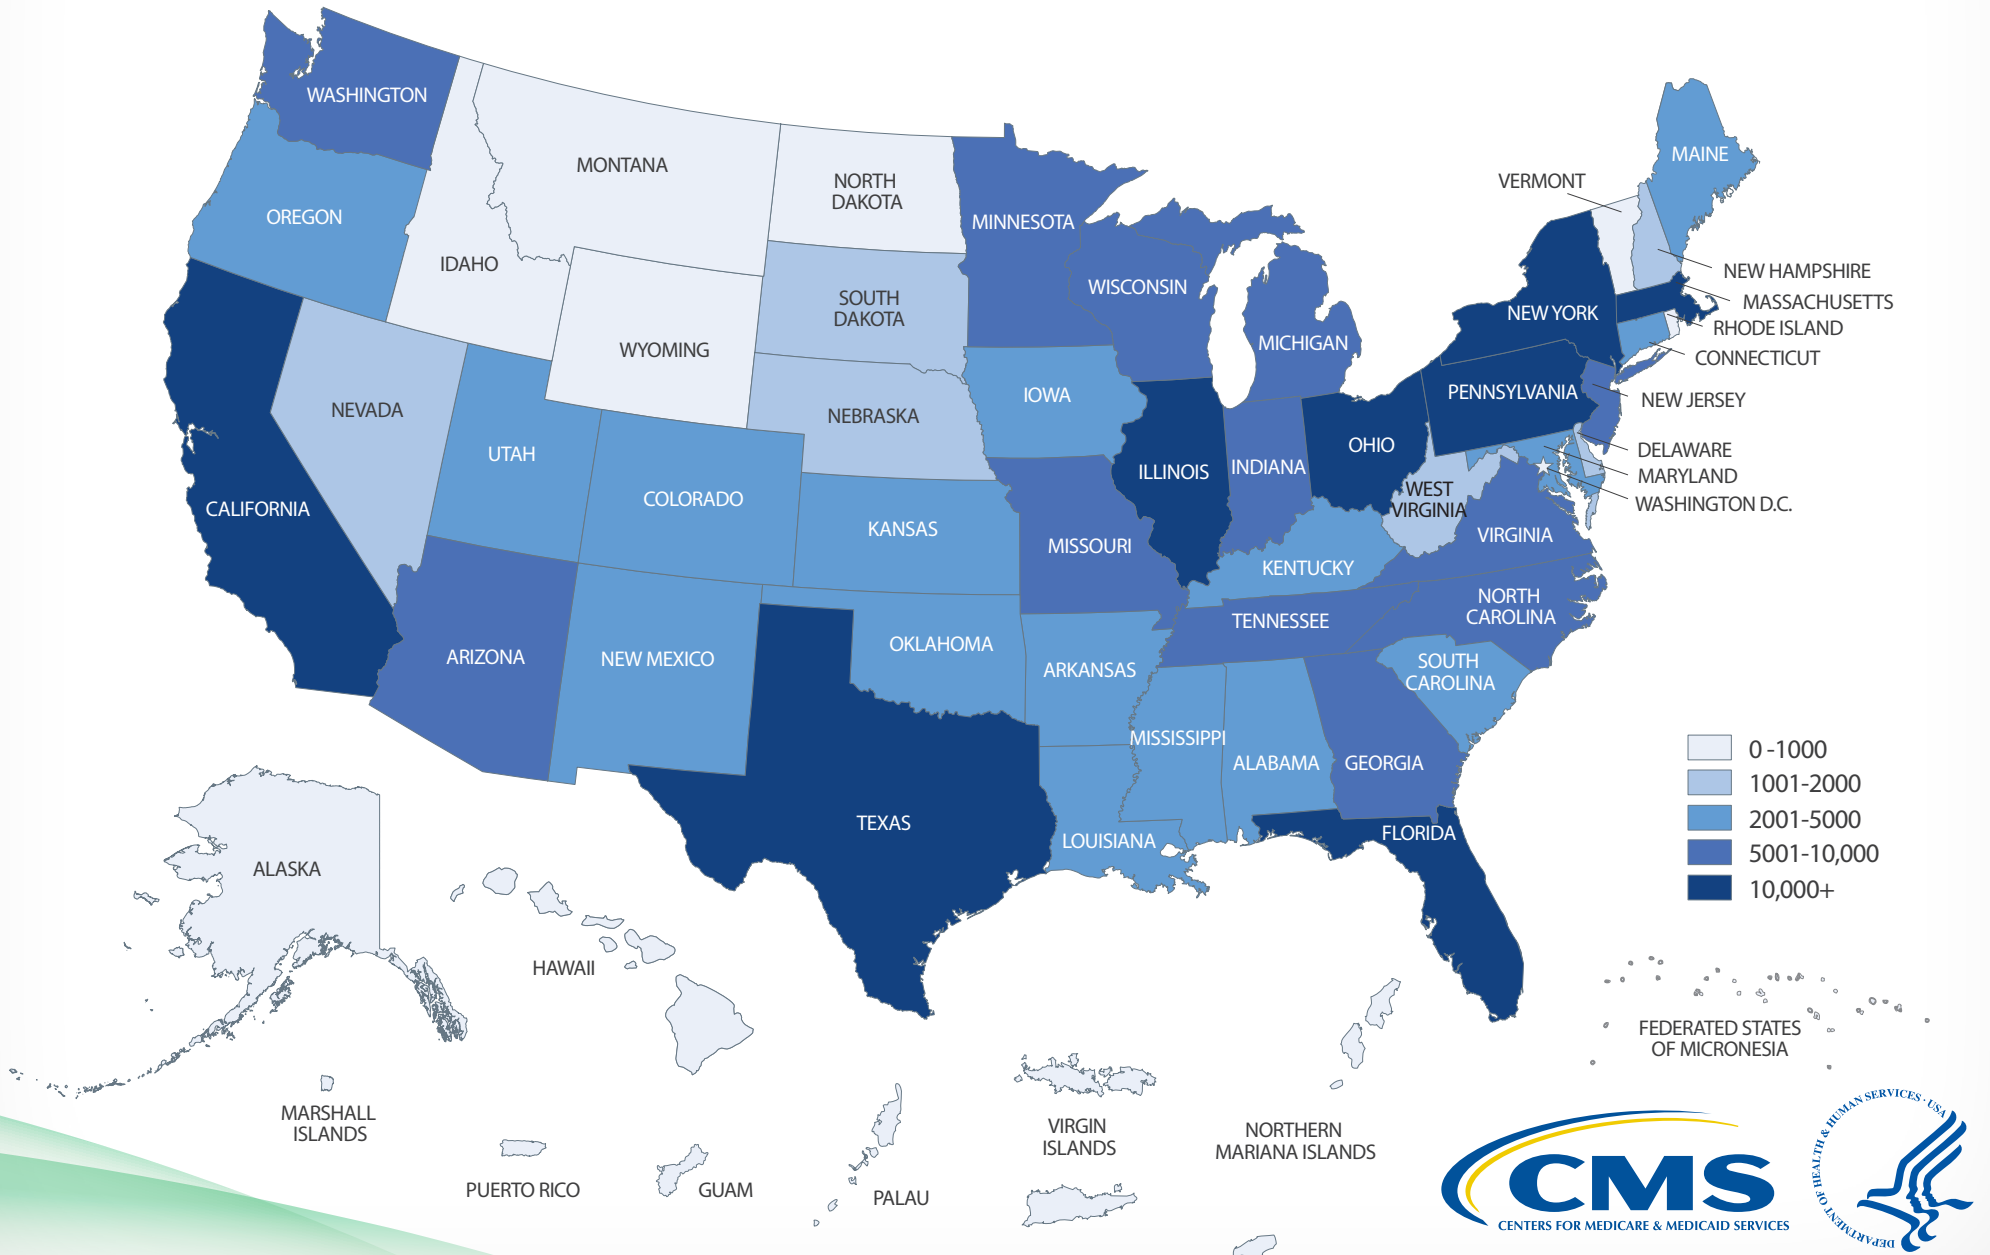 WASHINGTON
MONTANA
NORTH
DAKOTA
MINNESOTA
VERMONT
MAINE
OREGON
IDAHO
WISCONSIN
NEW HAMPSHIRE
SOUTH
DAKOTA
MASSACHUSETTS
NEW YORK
RHODE ISLAND
MICHIGAN
CONNECTICUT
WYOMING
NEVADA
NEBRASKA
IOWA
PENNSYLVANIA
NEW JERSEY
UTAH
OHIO
DELAWARE
ILLINOIS
INDIANA
MARYLAND
COLORADO
WEST
VIRGINIA
WASHINGTON D.C.
CALIFORNIA
KANSAS
MISSOURI
VIRGINIA
KENTUCKY
NORTH
CAROLINA
TENNESSEE
ARIZONA
NEW MEXICO
OKLAHOMA
ARKANSAS
SOUTH
CAROLINA
MISSISSIPPI
ALABAMA
GEORGIA
TEXAS
LOUISIANA
FLORIDA
0 -1000
1001-2000
2001-5000
5001-10,000
10,000+
ALASKA
HAWAII
FEDERATED STATES
OF MICRONESIA
MARSHALL
ISLANDS
PUERTO RICO
GUAM
PALAU
VIRGIN
ISLANDS
NORTHERN
MARIANA ISLANDS
CMS
CENTERS FOR MEDICARE & MEDICAID SERVICES
DEPARTMENT OF HEALTH & HUMAN SERVICES · USA